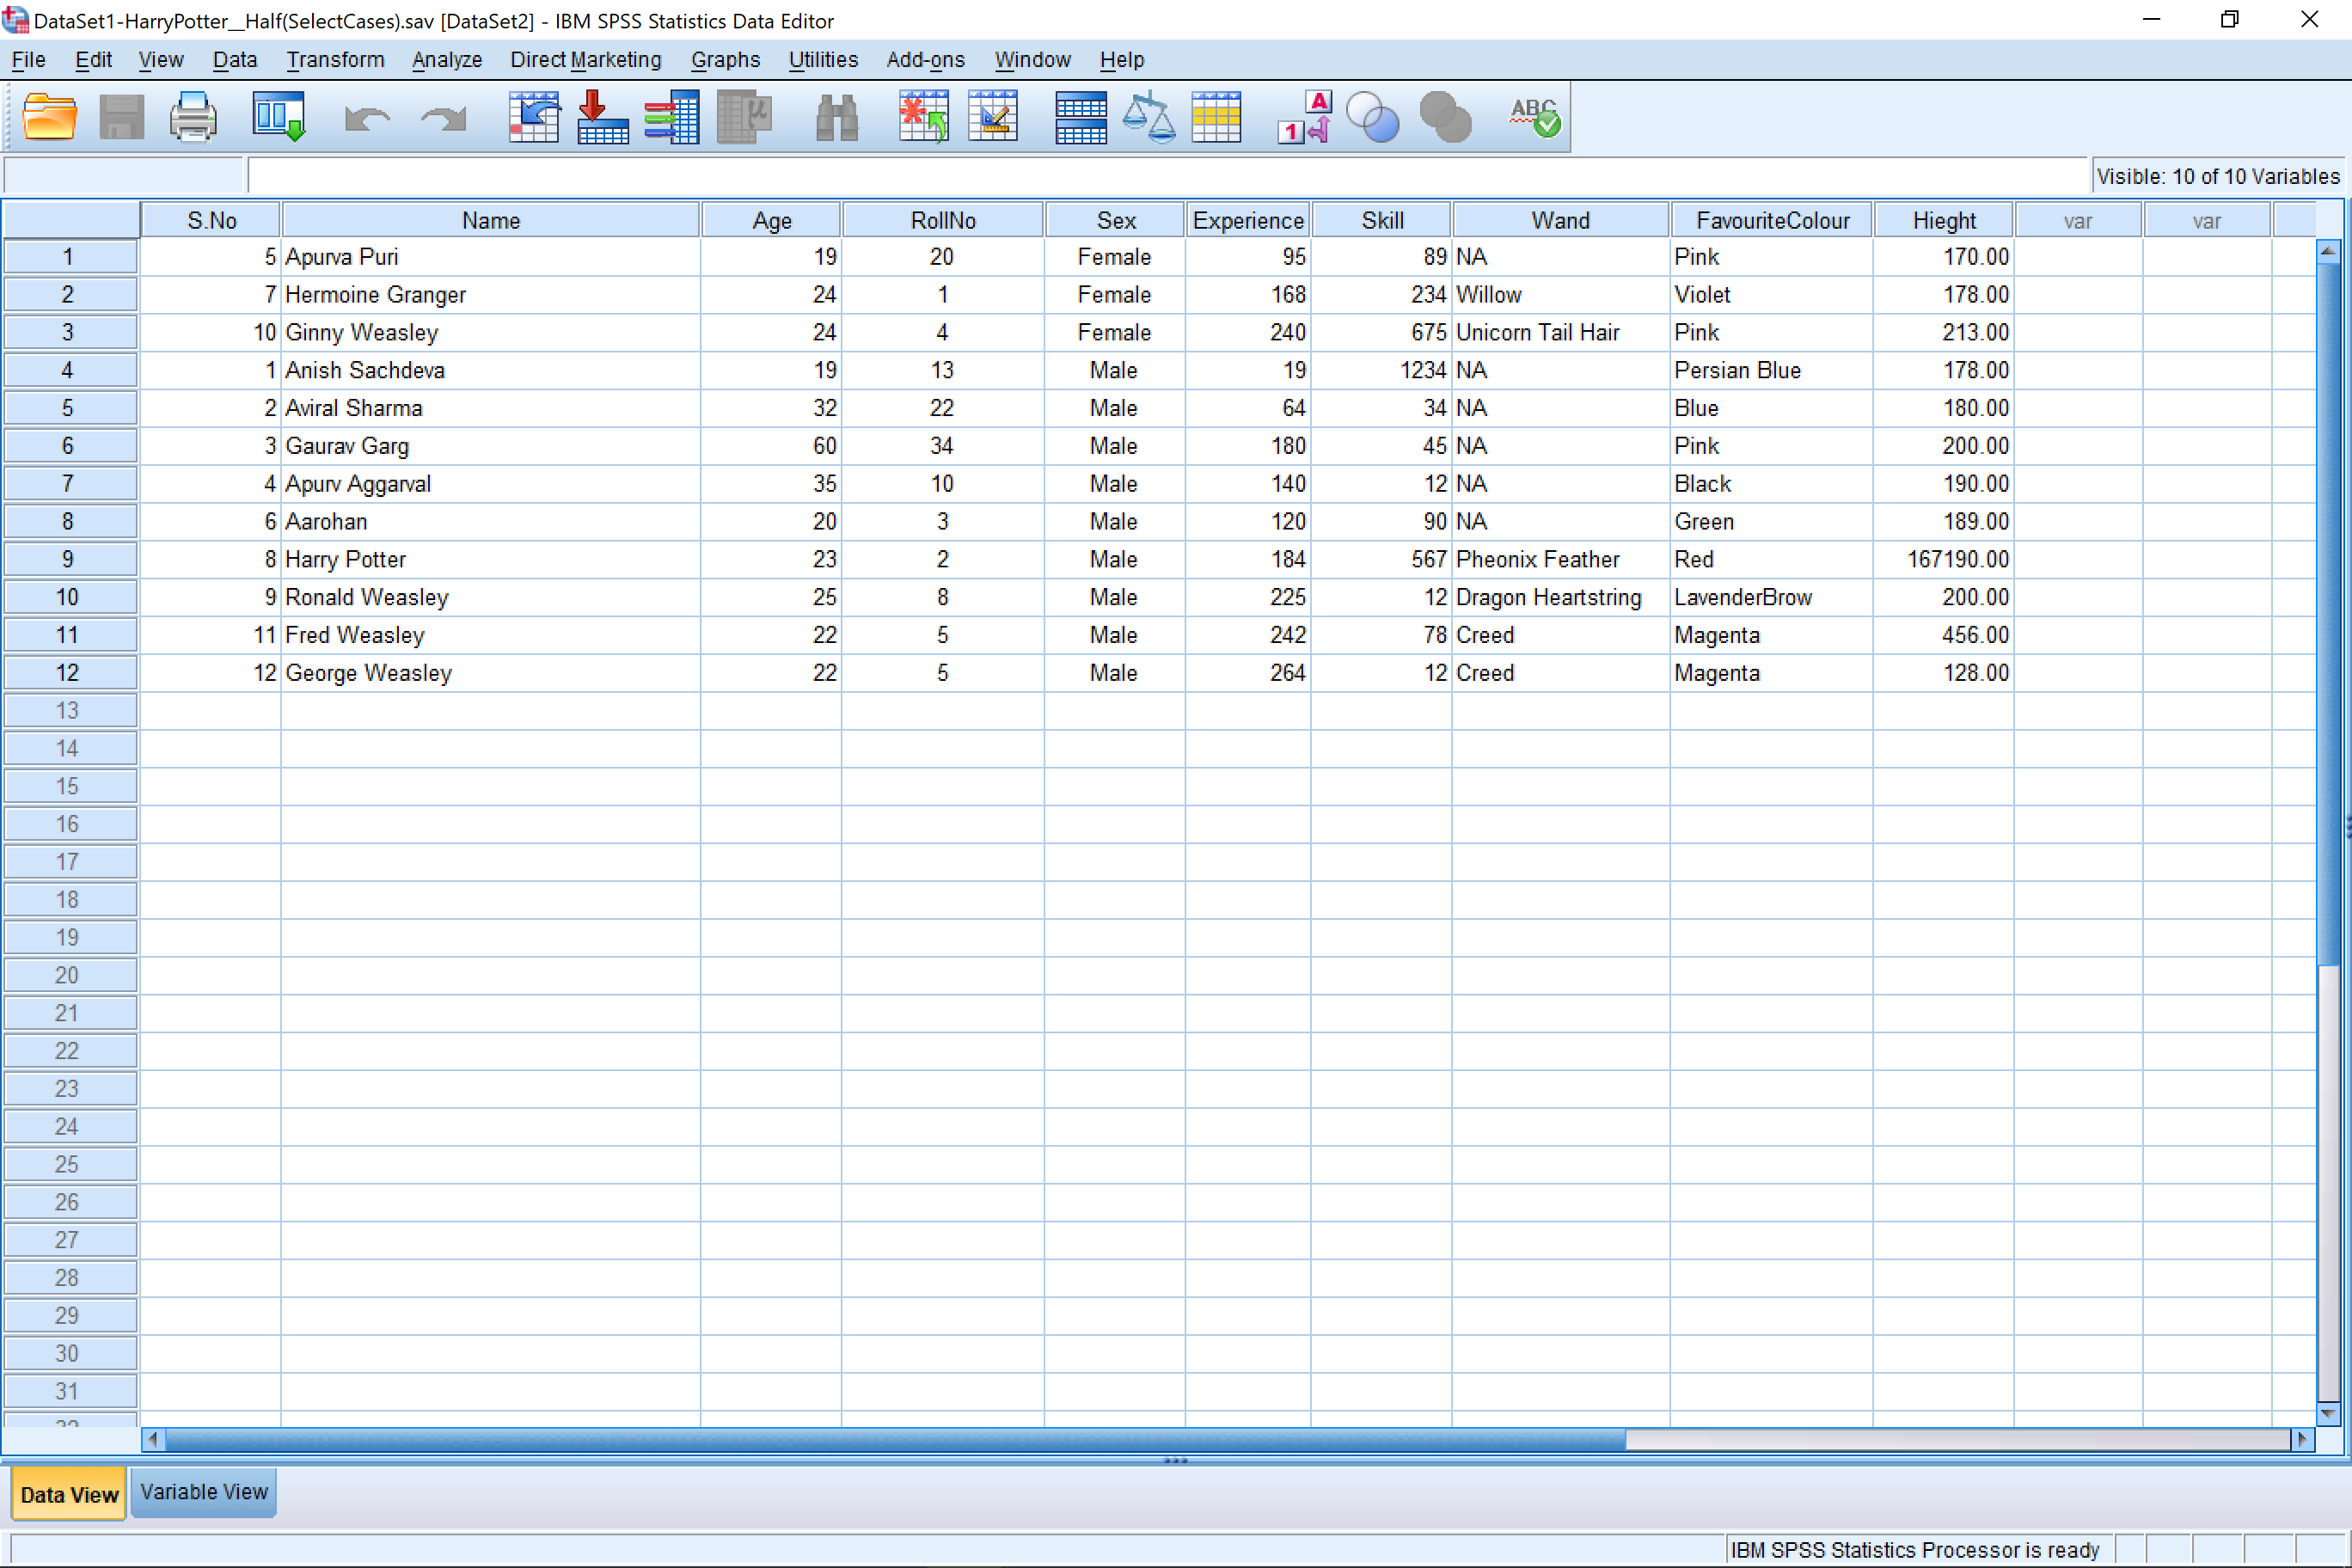 DataSet1-HarryPotter__Half(SelectCases).sav [DataSet2] - IBM SPSS Statistics Data Editor
File Edit View Data Transform Analyze Direct Marketing Graphs Utilities Add-ons Window Help
A
1
μ
ABC
Visible: 10 of 10 Variables
S.No Name Age RollNo Sex Experience Skill Wand FavouriteColour Hieght var var
1 5 Apurva Puri 19 20 Female 95 89 NA Pink 170.00
2 7 Hermoine Granger 24 1 Female 168 234 Willow Violet 178.00
3 10 Ginny Weasley 24 4 Female 240 675 Unicorn Tail Hair Pink 213.00
4 1 Anish Sachdeva 19 13 Male 19 1234 NA Persian Blue 178.00
5 2 Aviral Sharma 32 22 Male 64 34 NA Blue 180.00
6 3 Gaurav Garg 60 34 Male 180 45 NA Pink 200.00
7 4 Apurv Aggarval 35 10 Male 140 12 NA Black 190.00
8 6 Aarohan 20 3 Male 120 90 NA Green 189.00
9 8 Harry Potter 23 2 Male 184 567 Pheonix Feather Red 167190.00
10 9 Ronald Weasley 25 8 Male 225 12 Dragon Heartstring LavenderBrow 200.00
11 11 Fred Weasley 22 5 Male 242 78 Creed Magenta 456.00
12 12 George Weasley 22 5 Male 264 12 Creed Magenta 128.00
13
14
15
16
17
18
19
20
21
22
23
24
25
26
27
28
29
30
31
Data View Variable View
IBM SPSS Statistics Processor is ready